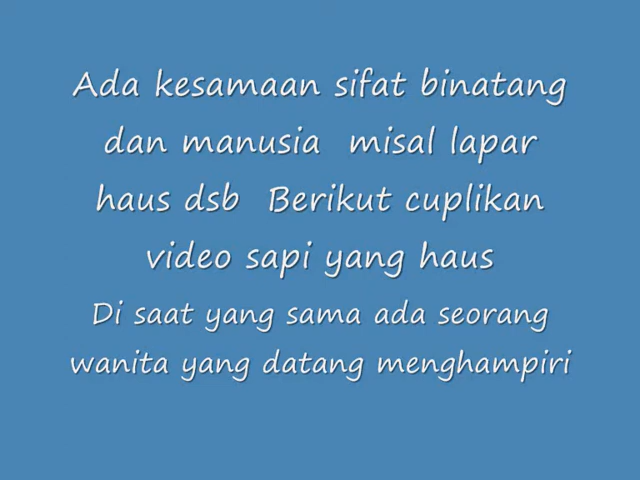 Ada kesamaan sifat binatang
dan manusia misal lapar
haus dsb Berikut cuplikan
video sapi yang haus
Di saat yang sama ada seorang
wanita yang datang menghampiri